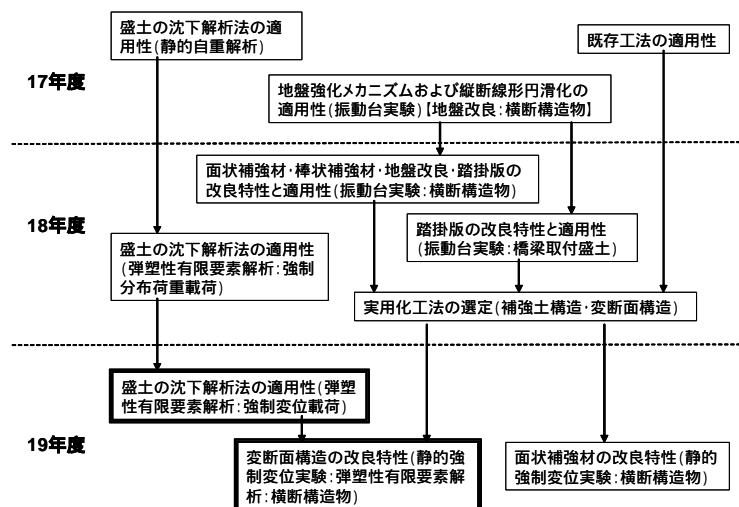 盛土の沈下解析法の適
用性(静的自重解析)
既存工法の適用性
17年度
地盤強化メカニズムおよび縦断線形円滑化の
適用性(振動台実験)【地盤改良:横断構造物】
面状補強材・棒状補強材・地盤改良・踏掛版の
改良特性と適用性(振動台実験:横断構造物)
18年度
踏掛版の改良特性と適用性
(振動台実験:橋梁取付盛土)
盛土の沈下解析法の適用性
(弾塑性有限要素解析:強制
分布荷重載荷)
実用化工法の選定(補強土構造・変断面構造)
盛土の沈下解析法の適用性(弾塑
性有限要素解析:強制変位載荷)
19年度
変断面構造の改良特性(静的強
制変位実験:弾塑性有限要素解
析:横断構造物)
面状補強材の改良特性(静的
強制変位実験:横断構造物)